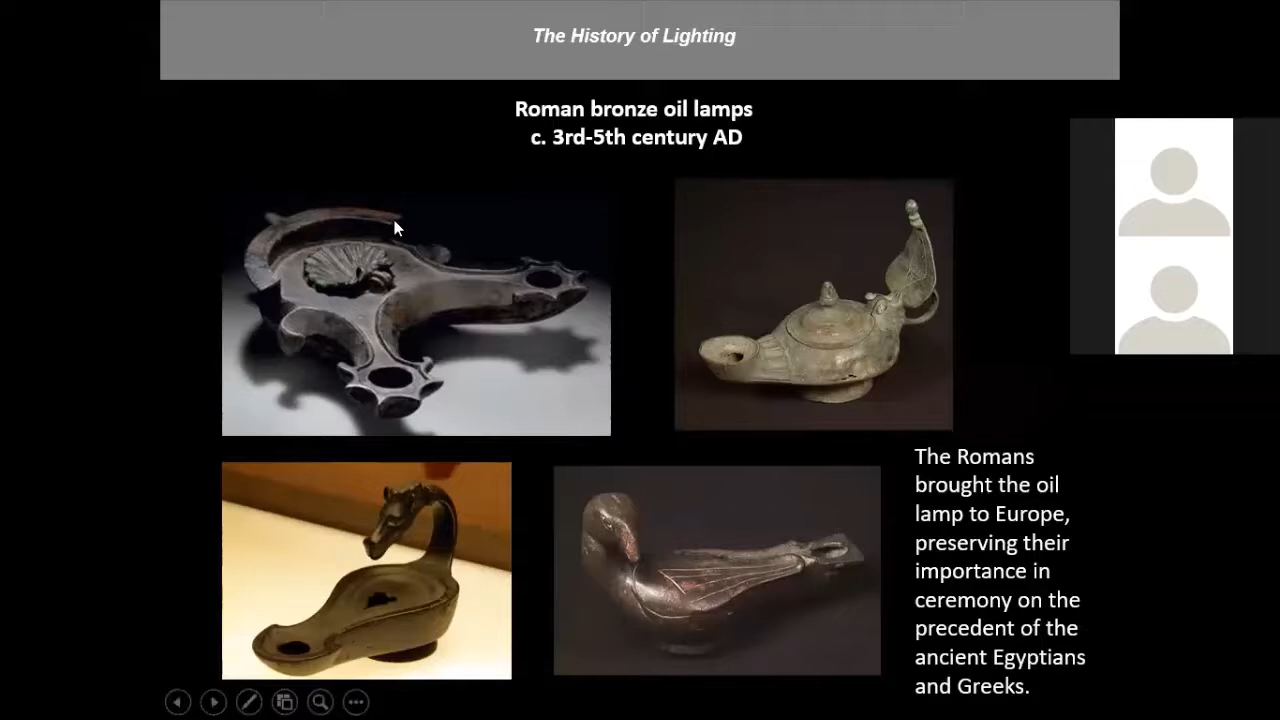 The History of Lighting
Roman bronze oil lamps
c. 3rd-5th century AD
The Romans
brought the oil
lamp to Europe,
preserving their
importance in
ceremony on the
precedent of the
ancient Egyptians
and Greeks.